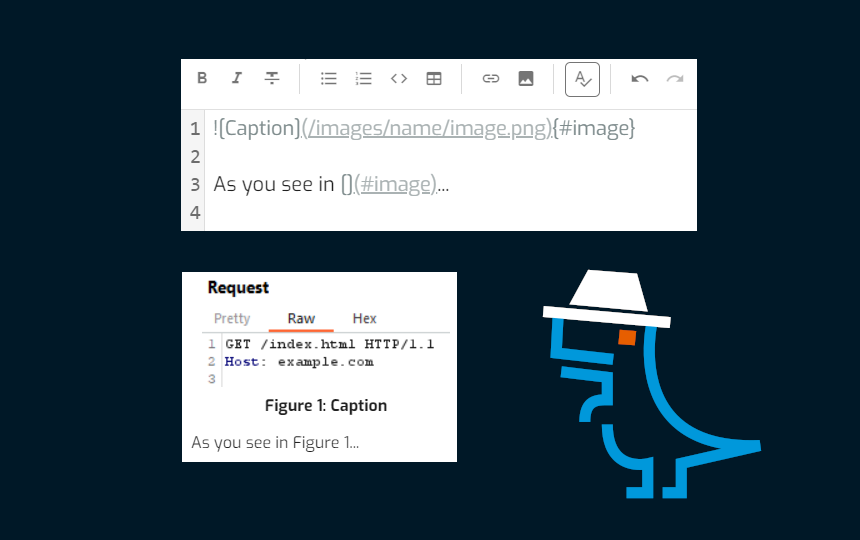 B I S
1 ![Caption](/images/name/image.png){#image}
2
3 As you see in [](#image)...
4
Request
Pretty Raw Hex
1 GET /index.html HTTP/1.1
2 Host: example.com
3
Figure 1: Caption
As you see in Figure 1...